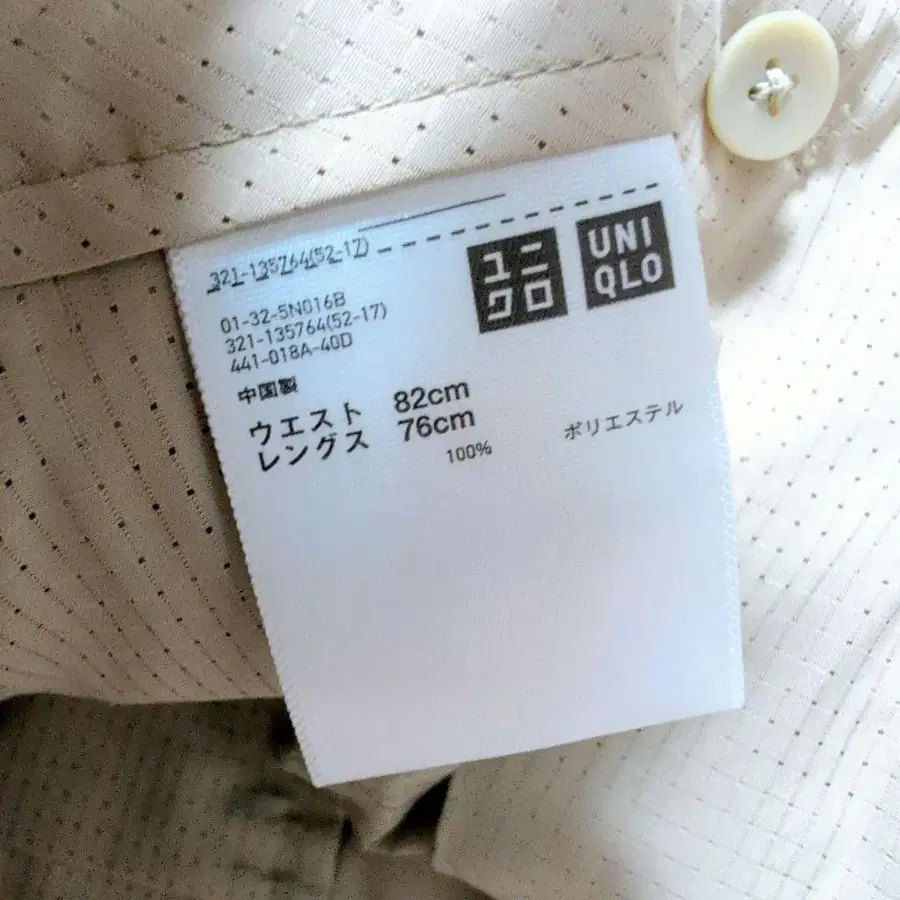 321-135764(52-17)
ユニ
クロ
UNI
QLO
01-32-5N016B
321-135764(52-17)
441-018A-40D
中国製
ウエスト 82cm
レングス 76cm
100% ポリエステル